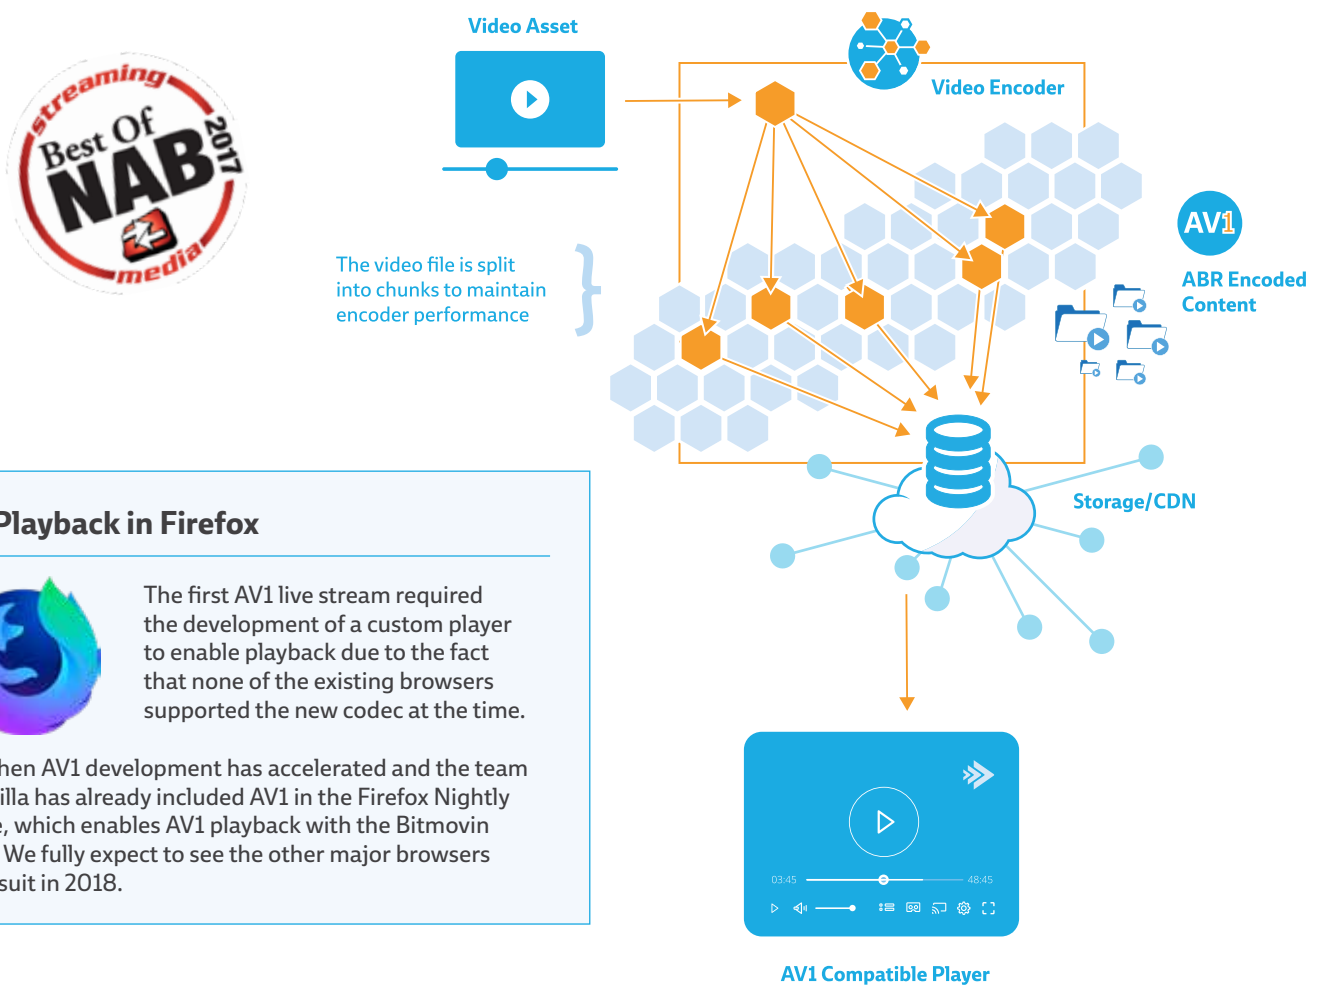 Video Asset
Video Encoder
streaming
Best Of
NAB
2017
media
AV1
ABR Encoded
Content
The video file is split
into chunks to maintain
encoder performance
Storage/CDN
Playback in Firefox
The first AV1 live stream required
the development of a custom player
to enable playback due to the fact
that none of the existing browsers
supported the new codec at the time.
hen AV1 development has accelerated and the team
illa has already included AV1 in the Firefox Nightly
e, which enables AV1 playback with the Bitmovin
. We fully expect to see the other major browsers
suit in 2018.
03:45
48:45
AV1 Compatible Player